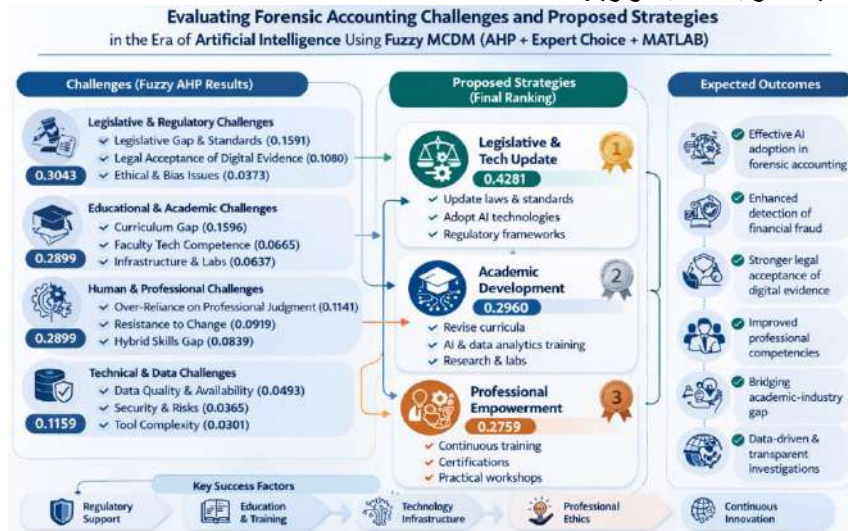 Evaluating Forensic Accounting Challenges and Proposed Strategies
in the Era of Artificial Intelligence Using Fuzzy MCDM (AHP + Expert Choice + MATLAB)
Challenges (Fuzzy AHP Results)
Legislative & Regulatory Challenges
✓ Legislative Gap & Standards (0.1591)
✓ Legal Acceptance of Digital Evidence (0.1080)
✓ Ethical & Bias Issues (0.0373)
0.3043
Educational & Academic Challenges
✓ Curriculum Gap (0.1596)
✓ Faculty Tech Competence (0.0665)
✓ Infrastructure & Labs (0.0637)
0.2899
Human & Professional Challenges
✓ Over-Reliance on Professional Judgment (0.1141)
✓ Resistance to Change (0.0919)
✓ Hybrid Skills Gap (0.0839)
0.2899
Technical & Data Challenges
✓ Data Quality & Availability (0.0493)
✓ Security & Risks (0.0365)
✓ Tool Complexity (0.0301)
0.1159
Proposed Strategies
(Final Ranking)
Legislative &
Tech Update
1
0.4281
✓ Update laws & standards
✓ Adopt AI technologies
✓ Regulatory frameworks
Academic
Development
2
0.2960
✓ Revise curricula
✓ AI & data analytics training
✓ Research & labs
Professional
Empowerment
3
0.2759
✓ Continuous training
✓ Certifications
✓ Practical workshops
Expected Outcomes
Effective AI
adoption in
forensic accounting
Enhanced
detection of
financial fraud
Stronger legal
acceptance of
digital evidence
Improved
professional
competencies
Bridging
academic-industry
gap
Data-driven &
transparent
investigations
Key Success Factors
Regulatory
Support
Education
& Training
Technology
Infrastructure
Professional
Ethics
Continuous
Innovation